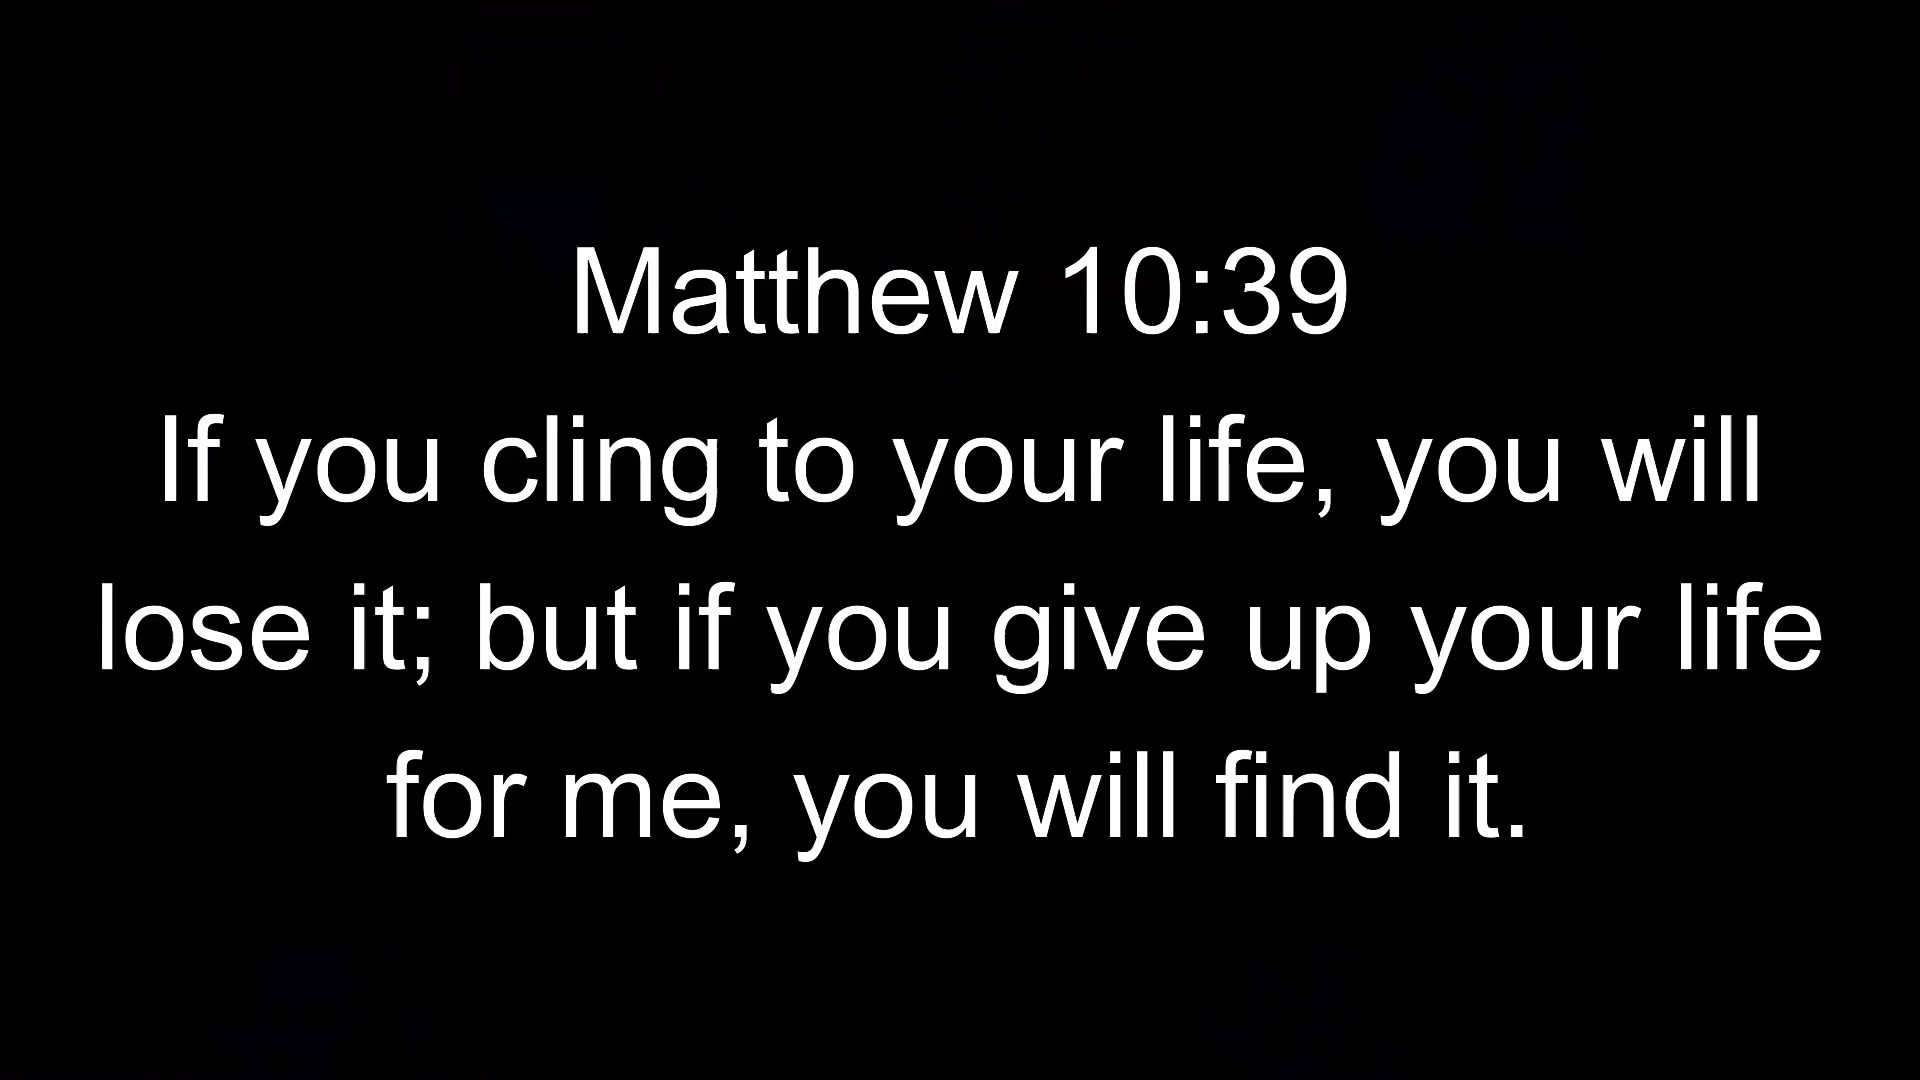 Matthew 10:39
If you cling to your life, you will
lose it; but if you give up your life
for me, you will find it.